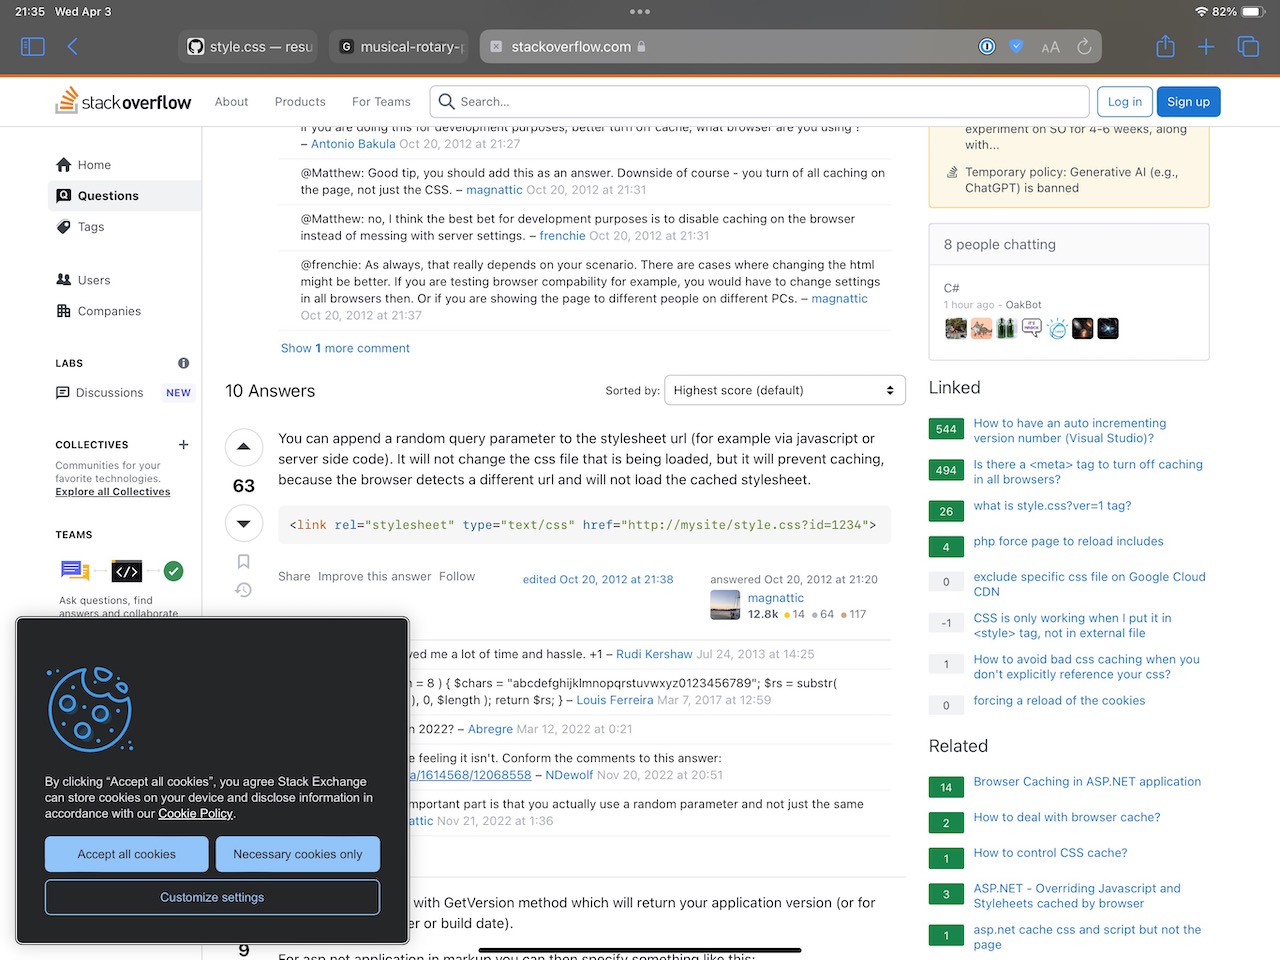 21:35 Wed Apr 3
82%
style.css — resu
musical-rotary-
stackoverflow.com
AA
stackoverflow
About
Products
For Teams
Search...
Log in
Sign up
Home
Questions
Tags
Users
Companies
LABS
Discussions
NEW
COLLECTIVES
Communities for your
favorite technologies.
Explore all Collectives
TEAMS
Ask questions, find
answers and collaborate
If you are doing this for development purposes, better turn off cache, what browser are you using ?
– Antonio Bakula Oct 20, 2012 at 21:27
@Matthew: Good tip, you should add this as an answer. Downside of course - you turn of all caching on
the page, not just the CSS. – magnattic Oct 20, 2012 at 21:31
@Matthew: no, I think the best bet for development purposes is to disable caching on the browser
instead of messing with server settings. – frenchie Oct 20, 2012 at 21:31
@frenchie: As always, that really depends on your scenario. There are cases where changing the html
might be better. If you are testing browser compability for example, you would have to change settings
in all browsers then. Or if you are showing the page to different people on different PCs. – magnattic
Oct 20, 2012 at 21:37
Show 1 more comment
10 Answers
Sorted by:
Highest score (default)
63
You can append a random query parameter to the stylesheet url (for example via javascript or
server side code). It will not change the css file that is being loaded, but it will prevent caching,
because the browser detects a different url and will not load the cached stylesheet.
<link rel="stylesheet" type="text/css" href="http://mysite/style.css?id=1234">
Share Improve this answer Follow
edited Oct 20, 2012 at 21:38
answered Oct 20, 2012 at 21:20
magnattic
12.8k 14 64 117
ved me a lot of time and hassle. +1 – Rudi Kershaw Jul 24, 2013 at 14:25
= 8 ) { $chars = "abcdefghijklmnopqrstuvwxyz0123456789"; $rs = substr(
), 0, $length ); return $rs; } – Louis Ferreira Mar 7, 2017 at 12:59
n 2022? – Abregre Mar 12, 2022 at 0:21
e feeling it isn't. Conform the comments to this answer:
a/1614568/12068558 – NDewolf Nov 20, 2022 at 20:51
mportant part is that you actually use a random parameter and not just the same
attic Nov 21, 2022 at 1:36
with GetVersion method which will return your application version (or for
er or build date).
9
For asp.net application in markup you can then specify something like this:
experiment on SO for 4-6 weeks, along
with...
Temporary policy: Generative AI (e.g.,
ChatGPT) is banned
8 people chatting
C#
1 hour ago - OakBot
Linked
544 How to have an auto incrementing
version number (Visual Studio)?
494 Is there a <meta> tag to turn off caching
in all browsers?
26 what is style.css?ver=1 tag?
4 php force page to reload includes
0 exclude specific css file on Google Cloud
CDN
-1 CSS is only working when I put it in
<style> tag, not in external file
1 How to avoid bad css caching when you
don't explicitly reference your css?
0 forcing a reload of the cookies
Related
14 Browser Caching in ASP.NET application
2 How to deal with browser cache?
1 How to control CSS cache?
3 ASP.NET - Overriding Javascript and
Stylesheets cached by browser
1 asp.net cache css and script but not the
page
By clicking “Accept all cookies”, you agree Stack Exchange
can store cookies on your device and disclose information in
accordance with our Cookie Policy.
Accept all cookies
Necessary cookies only
Customize settings